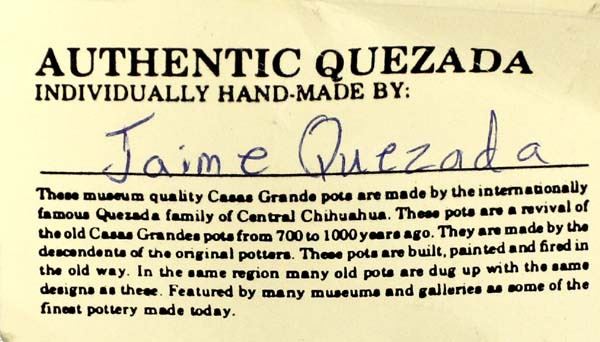 AUTHENTIC QUEZADA
INDIVIDUALLY HAND-MADE BY:
Jaime Quezada
These museum quality Casas Grande pots are made by the internationally
famous Quezada family of Central Chihuahua. These pots are a revival of
the old Casas Grandes pots from 700 to 1000 years ago. They are made by the
descendents of the original potters. These pots are built, painted and fired in
the old way. In the same region many old pots are dug up with the same
designs as these. Featured by many museums and galleries as some of the
finest pottery made today.